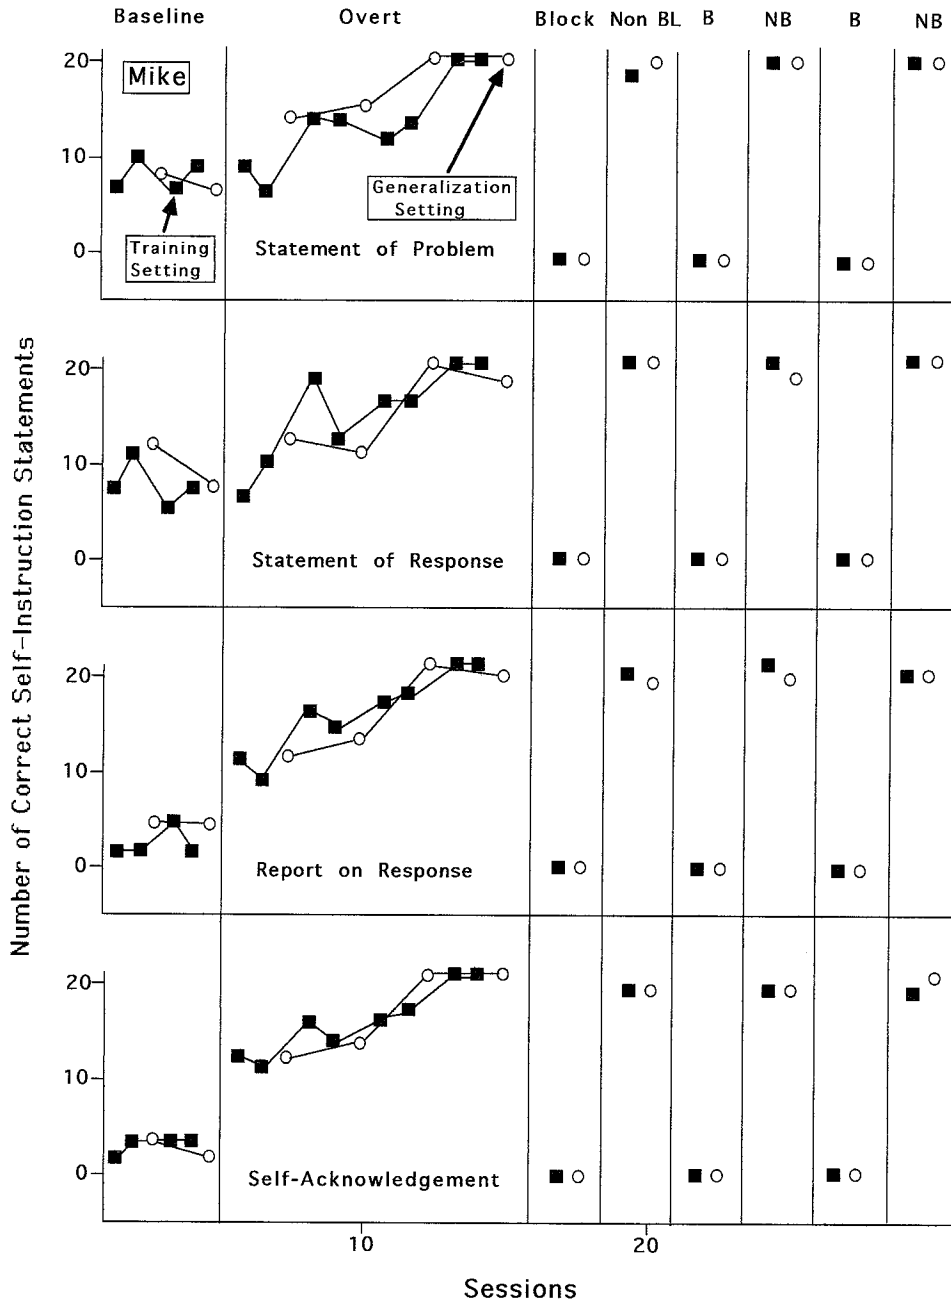 Baseline Overt Block Non BL B NB B NB
20
Mike
10
Generalization
Setting
Training
Setting
0
Statement of Problem
20
10
0
Statement of Response
20
10
0
Report on Response
20
10
0
Self-Acknowledgement
10 20
Sessions
Number of Correct Self-Instruction Statements